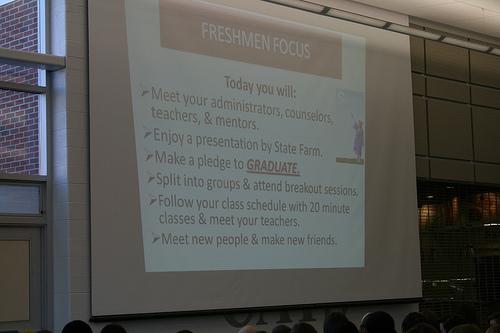 FRESHMEN FOCUS
Today you will:
➢Meet your administrators, counselors,
teachers, & mentors.
➢Enjoy a presentation by State Farm.
➢Make a pledge to GRADUATE.
➢Split into groups & attend breakout sessions.
➢Follow your class schedule with 20 minute
classes & meet your teachers.
➢Meet new people & make new friends.